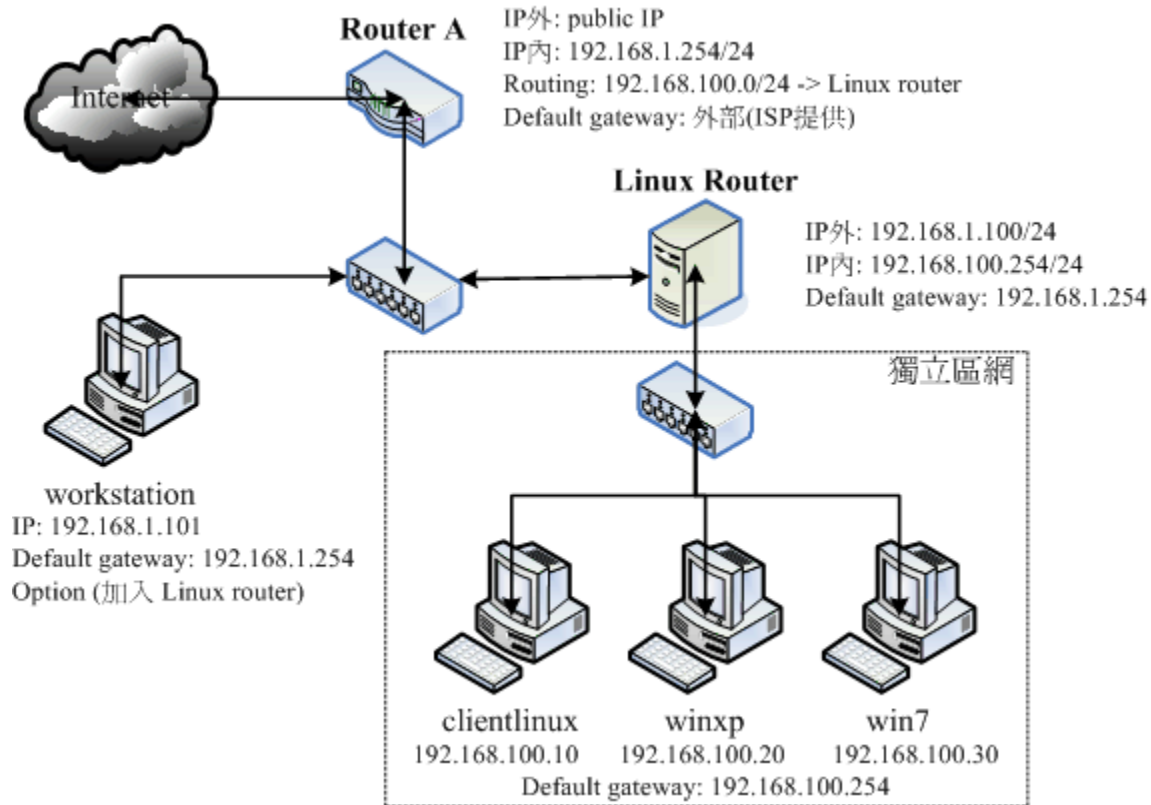 Router A
IP外: public IP
IP內: 192.168.1.254/24
Routing: 192.168.100.0/24 -> Linux router
Default gateway: 外部(ISP提供)
Internet
Linux Router
IP外: 192.168.1.100/24
IP內: 192.168.100.254/24
Default gateway: 192.168.1.254
workstation
IP: 192.168.1.101
Default gateway: 192.168.1.254
Option (加入 Linux router)
獨立區網
clientlinux
192.168.100.10
winxp
192.168.100.20
win7
192.168.100.30
Default gateway: 192.168.100.254